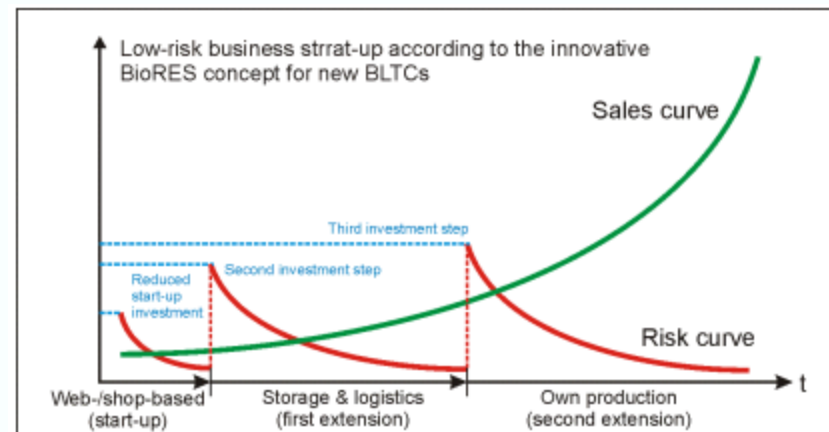 Low-risk business strrat-up according to the innovative
BioRES concept for new BLTCs
Sales curve
Third investment step
Second investment step
Reduced
start-up
investment
Risk curve
t
Web-/shop-based
(start-up)
Storage & logistics
(first extension)
Own production
(second extension)